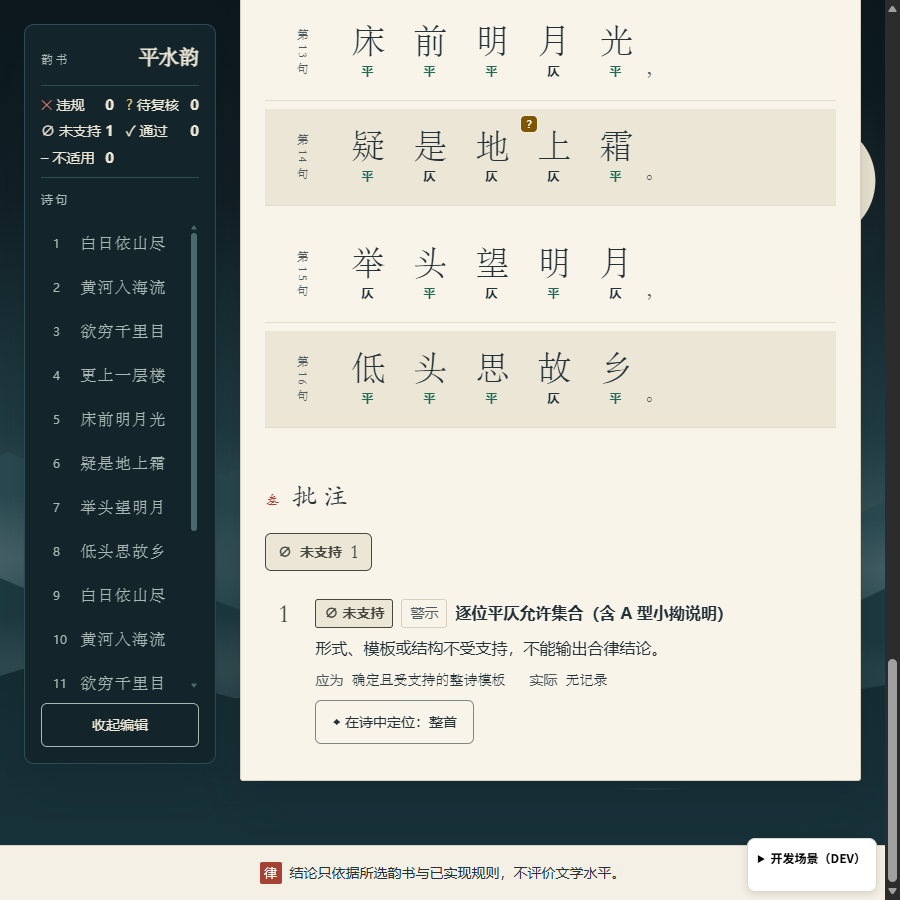 韵书 平水韵
× 违规 0 ? 待复核 0
∅ 未支持 1 ✓ 通过 0
– 不适用 0
诗句
1 白日依山尽
2 黄河入海流
3 欲穷千里目
4 更上一层楼
5 床前明月光
6 疑是地上霜
7 举头望明月
8 低头思故乡
9 白日依山尽
10 黄河入海流
11 欲穷千里目
收起编辑
第13句
床前明月光，
平 平 平 仄 平
第14句
?
疑是地上霜。
平 仄 仄 仄 平
第15句
举头望明月，
仄 平 仄 平 仄
第16句
低头思故乡。
平 平 平 仄 平
叁 批注
∅ 未支持 1
1 ∅ 未支持 警示 逐位平仄允许集合（含 A 型小拗说明）
形式、模板或结构不受支持，不能输出合律结论。
应为 确定且受支持的整诗模板 实际 无记录
◆ 在诗中定位：整首
律 结论只依据所选韵书与已实现规则，不评价文学水平。
▶ 开发场景（DEV）